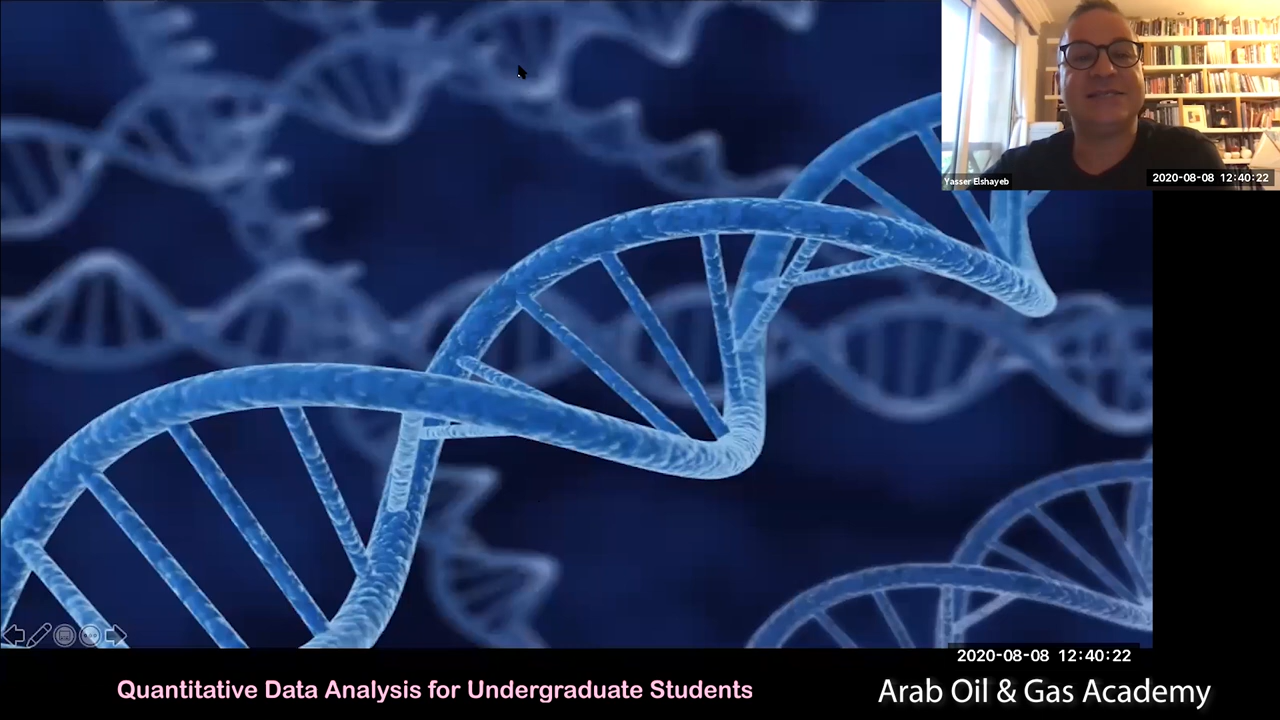 Yasser Elshayeb
2020-08-08 12:40:22
2020-08-08 12:40:22
Quantitative Data Analysis for Undergraduate Students
Arab Oil & Gas Academy